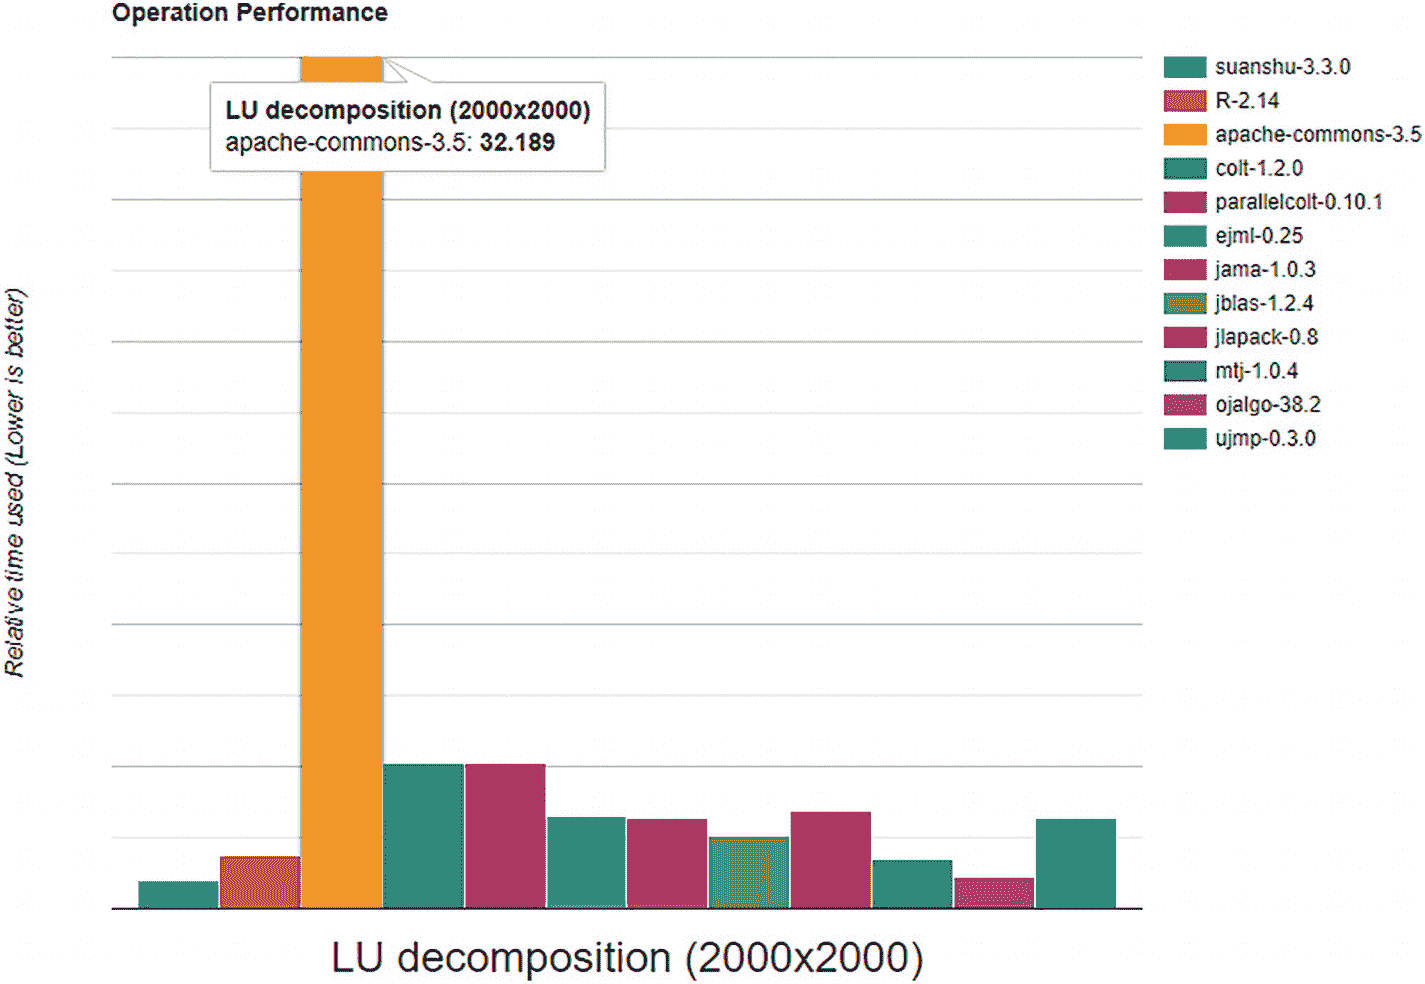 Operation Performance
LU decomposition (2000x2000)
apache-commons-3.5: 32.189
Relative time used (Lower is better)
suanshu-3.3.0
R-2.14
apache-commons-3.5
colt-1.2.0
parallelcolt-0.10.1
ejml-0.25
jama-1.0.3
jblas-1.2.4
jlapack-0.8
mtj-1.0.4
ojalgo-38.2
ujmp-0.3.0
LU decomposition (2000x2000)